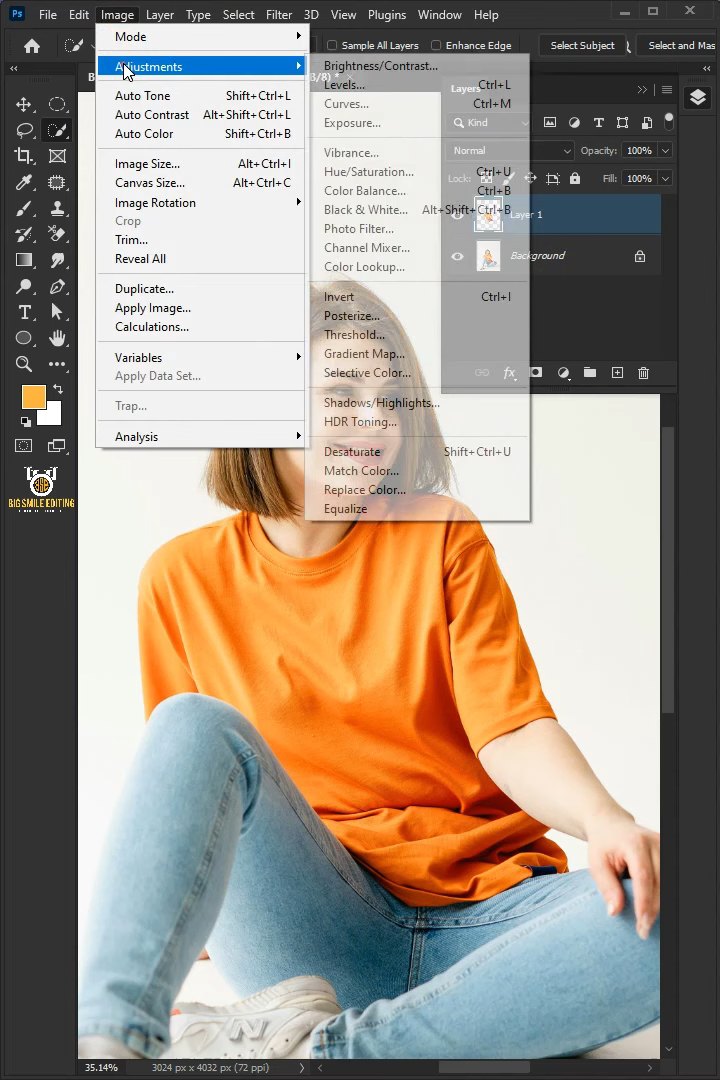 Ps File Edit Image Layer Type Select Filter 3D View Plugins Window Help
Sample All Layers Enhance Edge Select Subject Select and Mas
B
B/8) *
Mode
Adjustments
Auto Tone Shift+Ctrl+L
Auto Contrast Alt+Shift+Ctrl+L
Auto Color Shift+Ctrl+B
Image Size... Alt+Ctrl+I
Canvas Size... Alt+Ctrl+C
Image Rotation
Crop
Trim...
Reveal All
Duplicate...
Apply Image...
Calculations...
Variables
Apply Data Set...
Trap...
Analysis
Brightness/Contrast...
Levels... Ctrl+L
Curves... Ctrl+M
Exposure...
Vibrance...
Hue/Saturation... Ctrl+U
Color Balance... Ctrl+B
Black & White... Alt+Shift+Ctrl+B
Photo Filter...
Channel Mixer...
Color Lookup...
Invert Ctrl+I
Posterize...
Threshold...
Gradient Map...
Selective Color...
Shadows/Highlights...
HDR Toning...
Desaturate Shift+Ctrl+U
Match Color...
Replace Color...
Equalize
Layers
Kind
Normal Opacity: 100%
Lock: Fill: 100%
Layer 1
Background
fx
BIG SMILE EDITING
35.14% 3024 px x 4032 px (72 ppi)